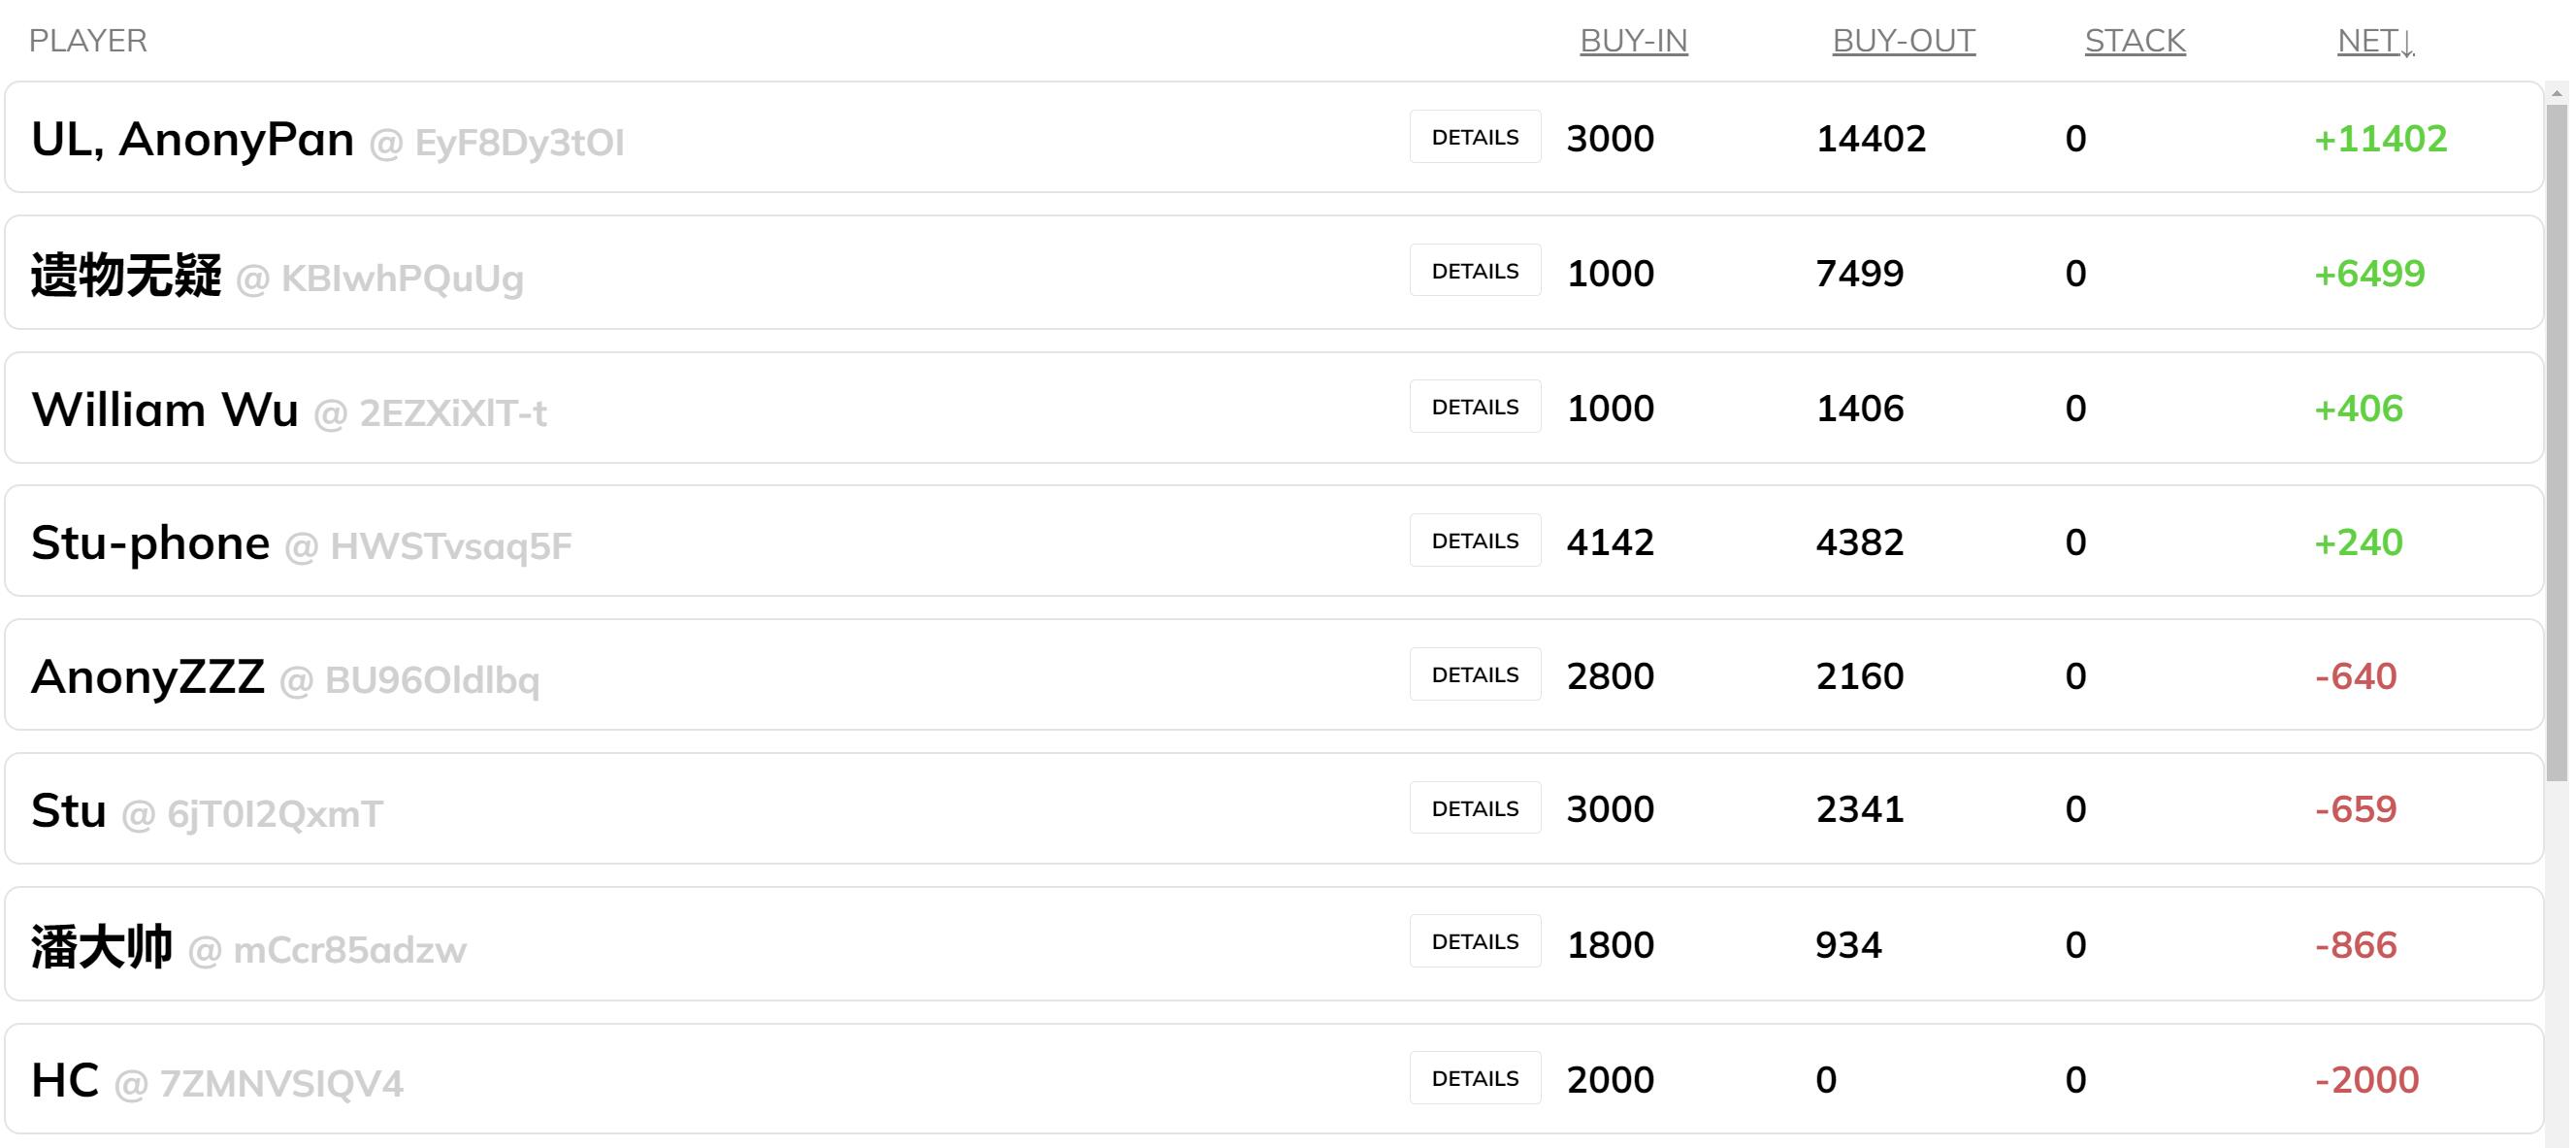 PLAYER BUY-IN BUY-OUT STACK NET↓
UL, AnonyPan @ EyF8Dy3tOI DETAILS 3000 14402 0 +11402
遗物无疑 @ KBIwhPQuUg DETAILS 1000 7499 0 +6499
William Wu @ 2EZXiXlT-t DETAILS 1000 1406 0 +406
Stu-phone @ HWSTvsaq5F DETAILS 4142 4382 0 +240
AnonyZZZ @ BU96Oldlbq DETAILS 2800 2160 0 -640
Stu @ 6jT0I2QxmT DETAILS 3000 2341 0 -659
潘大帅 @ mCcr85adzw DETAILS 1800 934 0 -866
HC @ 7ZMNVSIQV4 DETAILS 2000 0 0 -2000